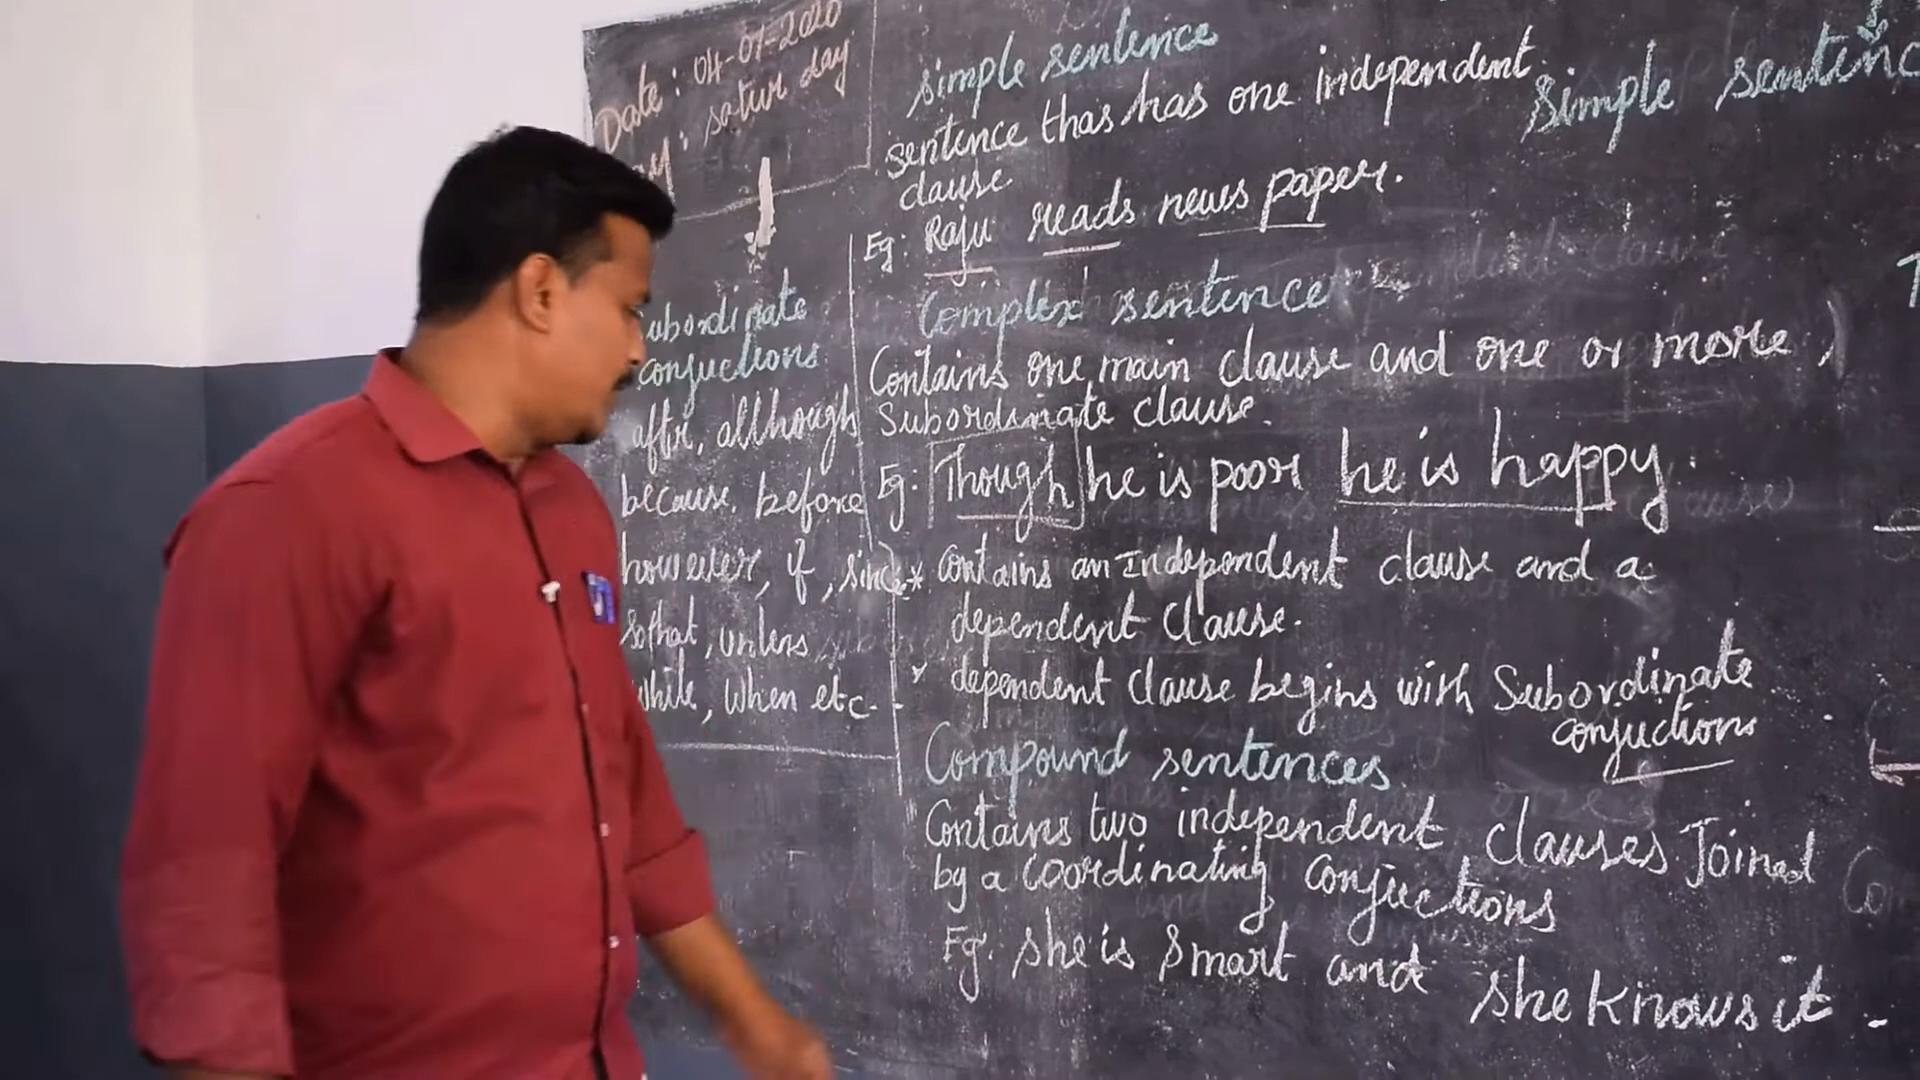 Date: 04-07-2020
: satur day
subordinate
conjuctions
after, although
because. before
however, if, since
sothat, unless
while, when etc-
simple sentence
sentence thas has one independent
clause
Eg: Raju reads news paper.
Complex sentence
Contains one main clause and one or more
Subordinate clause.
Eg: Though he is poor he is happy.
* contains an Independent clause and a
dependent clause.
* dependent clause begins with Subordinate
conjuctions
Compound sentences
Contains two independent clauses Joined
by a coordinating conjuctions
Eg. she is smart and she knows it.
simple sentenc